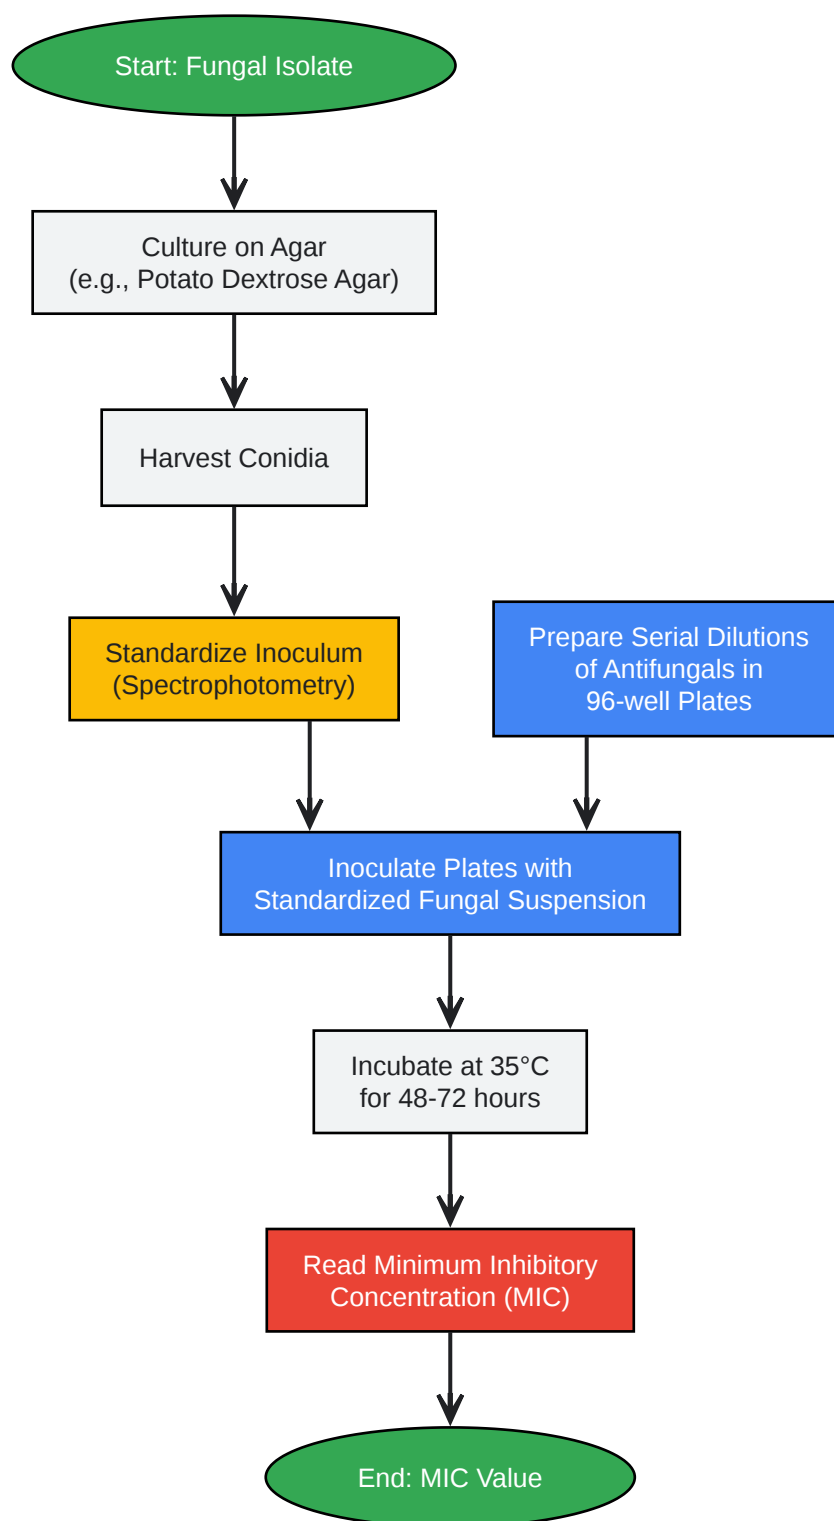 Start: Fungal Isolate
Culture on Agar
(e.g., Potato Dextrose Agar)
Harvest Conidia
Standardize Inoculum
(Spectrophotometry)
Prepare Serial Dilutions
of Antifungals in
96-well Plates
Inoculate Plates with
Standardized Fungal Suspension
Incubate at 35°C
for 48-72 hours
Read Minimum Inhibitory
Concentration (MIC)
End: MIC Value